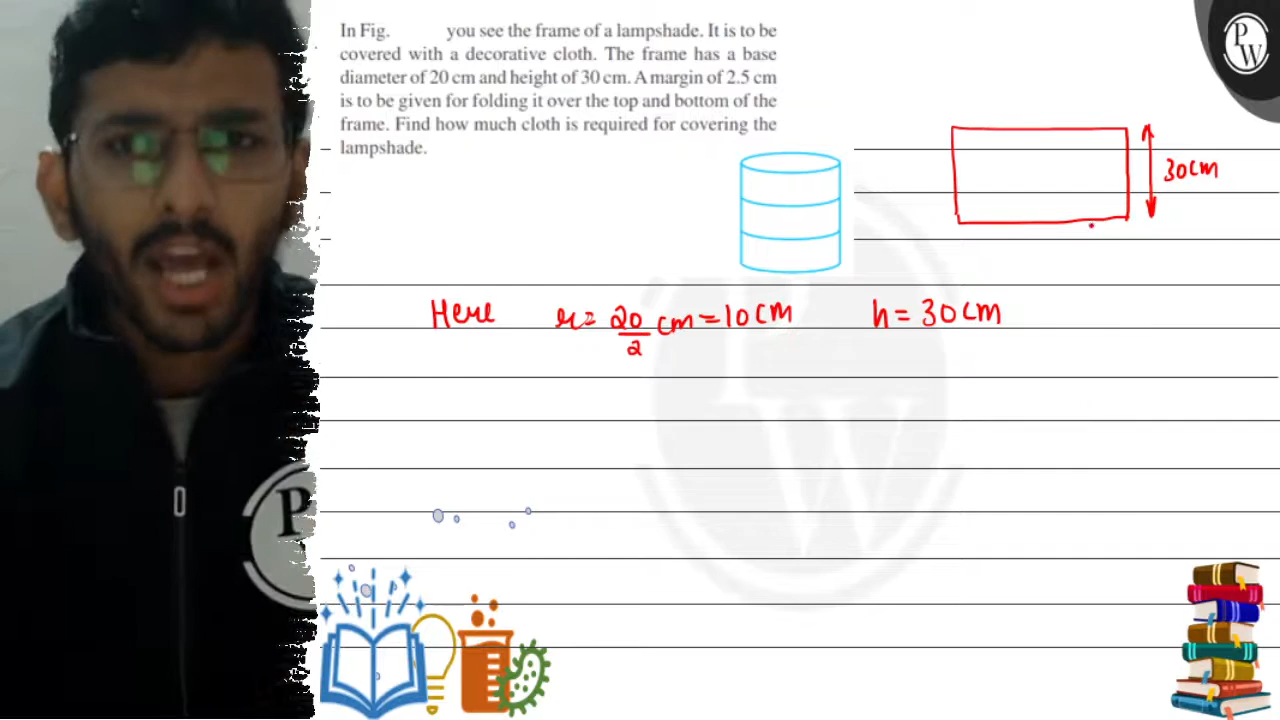 In Fig. you see the frame of a lampshade. It is to be
covered with a decorative cloth. The frame has a base
diameter of 20 cm and height of 30 cm. A margin of 2.5 cm
is to be given for folding it over the top and bottom of the
frame. Find how much cloth is required for covering the
lampshade.
30cm
Here r = 20/2 cm = 10 cm h = 30 cm
P
W
P
W
P